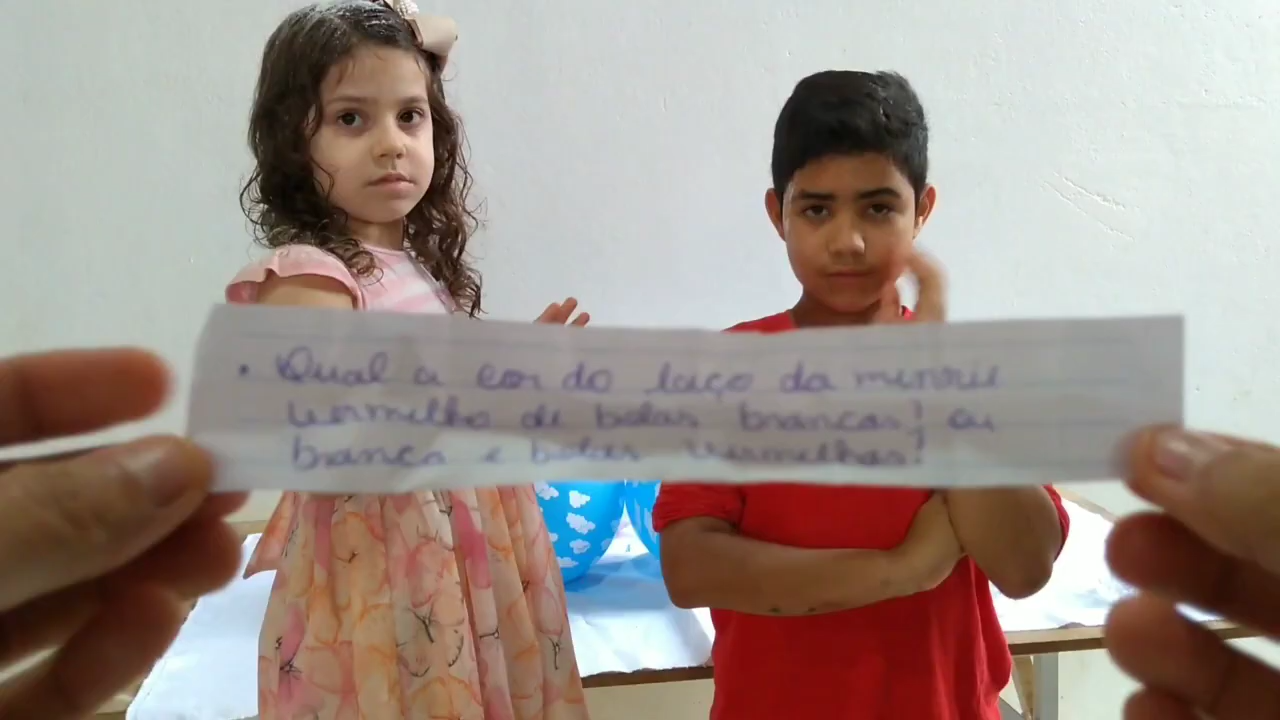 • Qual a cor do laço da minnie
vermelho de bolas brancas! ou
branca e bolas vermelhas!